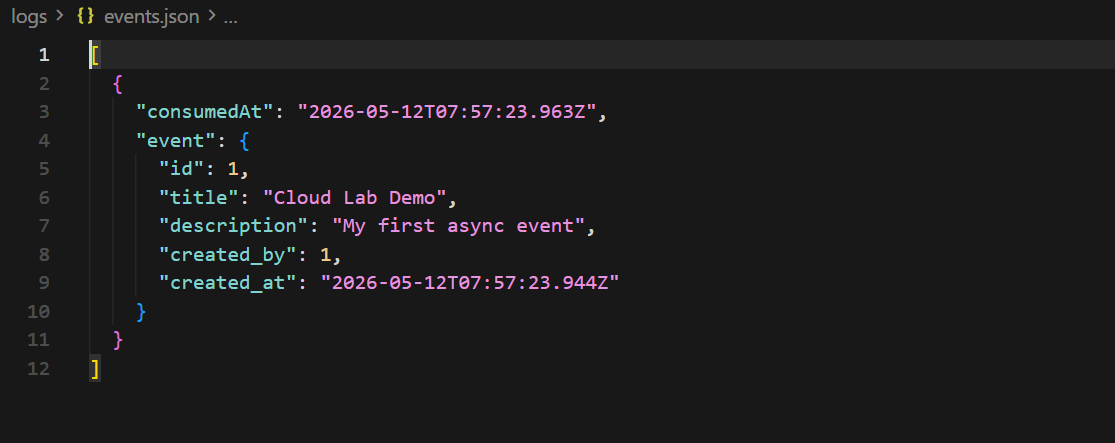 logs > {} events.json > ...
1 [
2 {
3 "consumedAt": "2026-05-12T07:57:23.963Z",
4 "event": {
5 "id": 1,
6 "title": "Cloud Lab Demo",
7 "description": "My first async event",
8 "created_by": 1,
9 "created_at": "2026-05-12T07:57:23.944Z"
10 }
11 }
12 ]